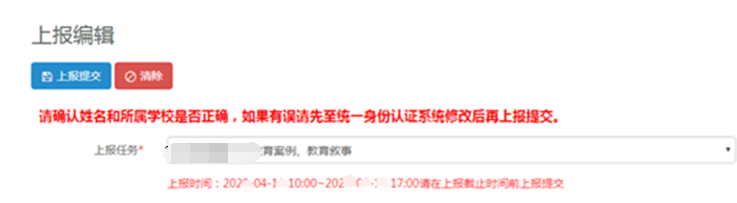 上报编辑
上报提交 清除
请确认姓名和所属学校是否正确，如果有误请先至统一身份认证系统修改后再上报提交。
上报任务* 育案例、教育叙事
上报时间：202 -04-1 10:00~202 17:00请在上报截止时间前上报提交